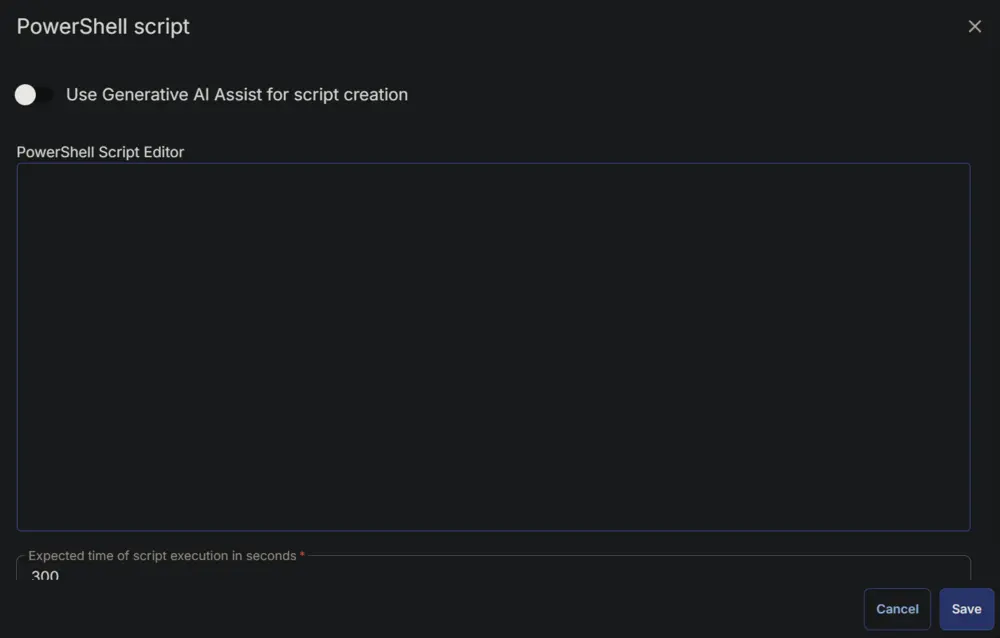 PowerShell script
Use Generative AI Assist for script creation
PowerShell Script Editor
Expected time of script execution in seconds *
300
Cancel
Save